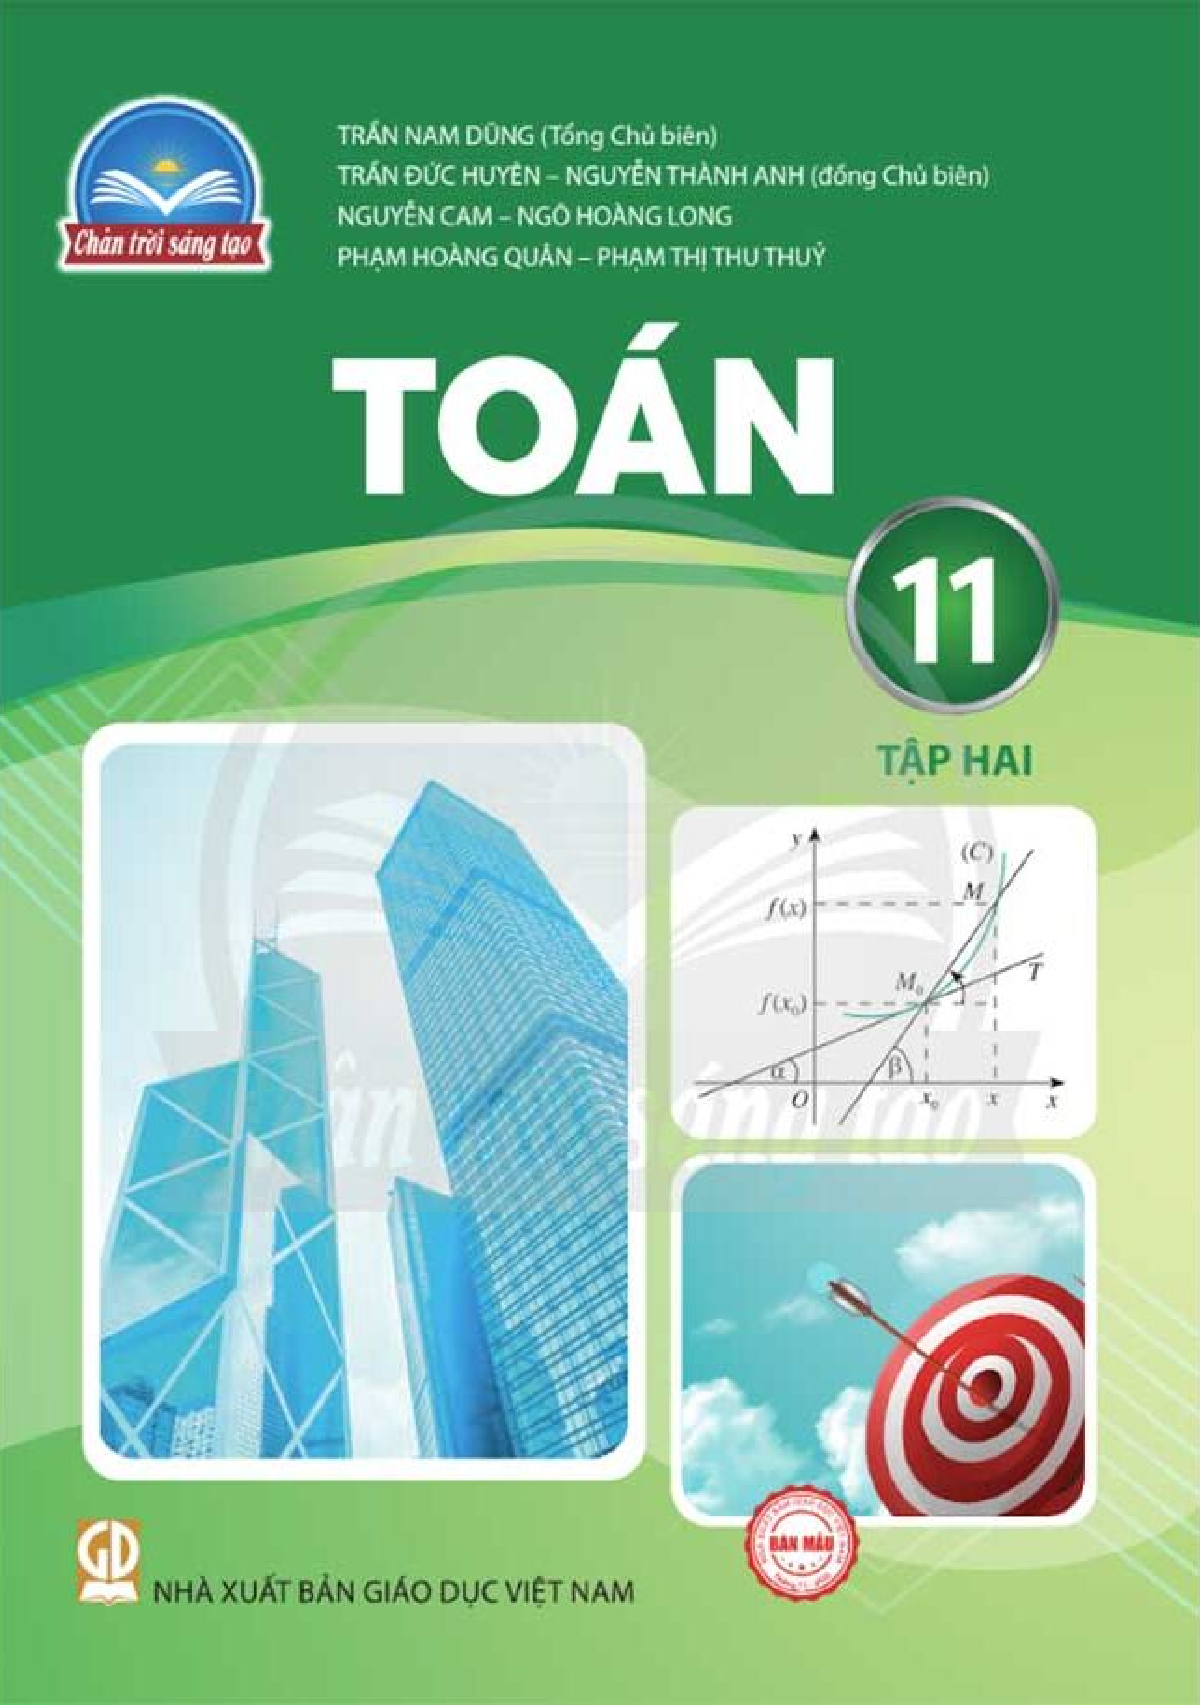 Chân trời sáng tạo
TRẦN NAM DŨNG (Tổng Chủ biên)
TRẦN ĐỨC HUYÊN – NGUYỄN THÀNH ANH (đồng Chủ biên)
NGUYỄN CAM – NGÔ HOÀNG LONG
PHẠM HOÀNG QUÂN – PHẠM THỊ THU THUỶ
TOÁN
11
TẬP HAI
y
(C)
M
f(x)
T
M₀
f(x₀)
α
β
O
x₀
x
x
BẢN MẪU
GD
NHÀ XUẤT BẢN GIÁO DỤC VIỆT NAM